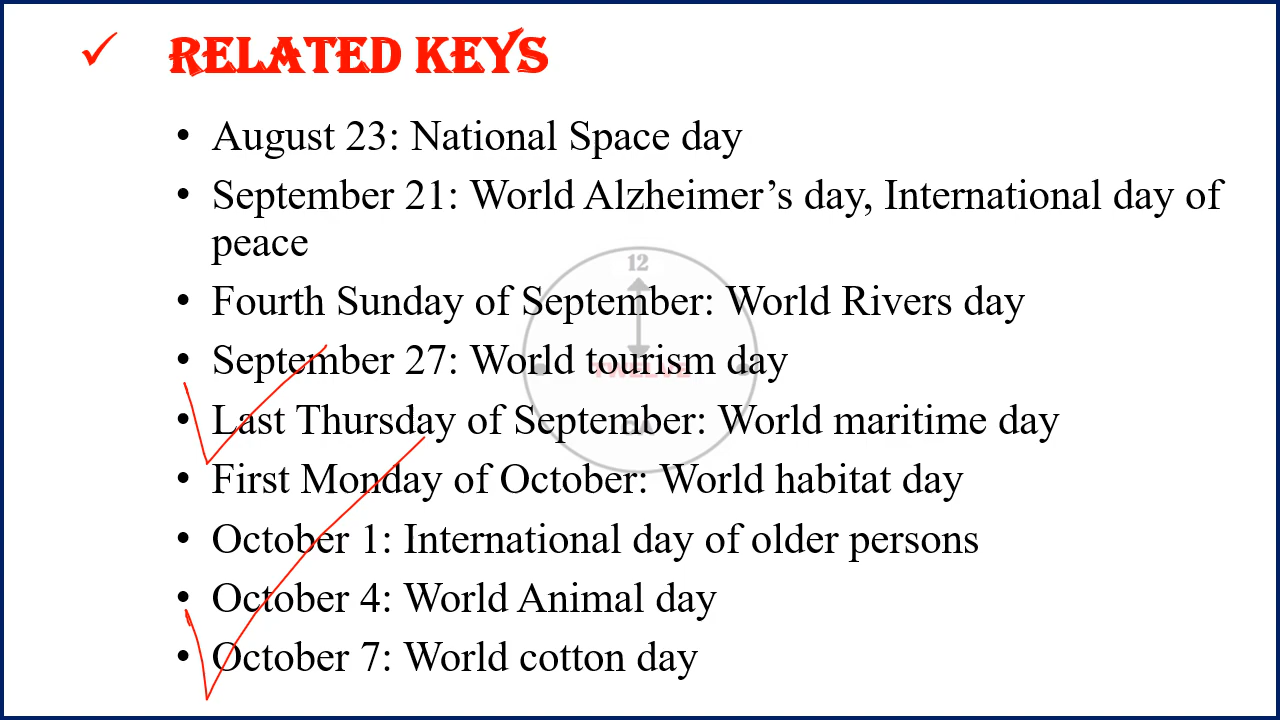 ✓ RELATED KEYS
• August 23: National Space day
• September 21: World Alzheimer’s day, International day of
peace
12
• Fourth Sunday of September: World Rivers day
• September 27: World tourism day
TWELVE
• Last Thursday of September: World maritime day
• First Monday of October: World habitat day
• October 1: International day of older persons
• October 4: World Animal day
• October 7: World cotton day